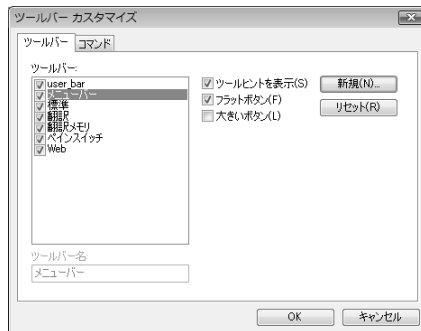 ツールバー カスタマイズ
ツールバー コマンド
ツールバー:
user_bar
メニューバー
標準
翻訳
翻訳メモリ
ペインスイッチ
Web
ツールヒントを表示(S)
フラットボタン(F)
大きいボタン(L)
新規(N)...
リセット(R)
ツールバー名:
メニューバー
OK
キャンセル